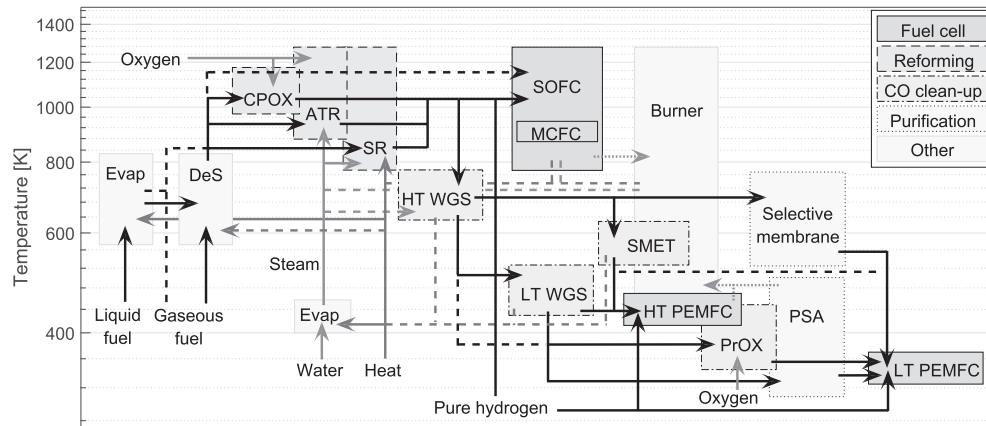 1400
1200
1000
800
600
400
Temperature [K]
Oxygen
CPOX
ATR
SR
SOFC
MCFC
Burner
Fuel cell
Reforming
CO clean-up
Purification
Other
Evap
DeS
HT WGS
Selective
membrane
SMET
Steam
LT WGS
Liquid
fuel
Gaseous
fuel
Evap
HT PEMFC
PSA
PrOX
LT PEMFC
Water
Heat
Oxygen
Pure hydrogen